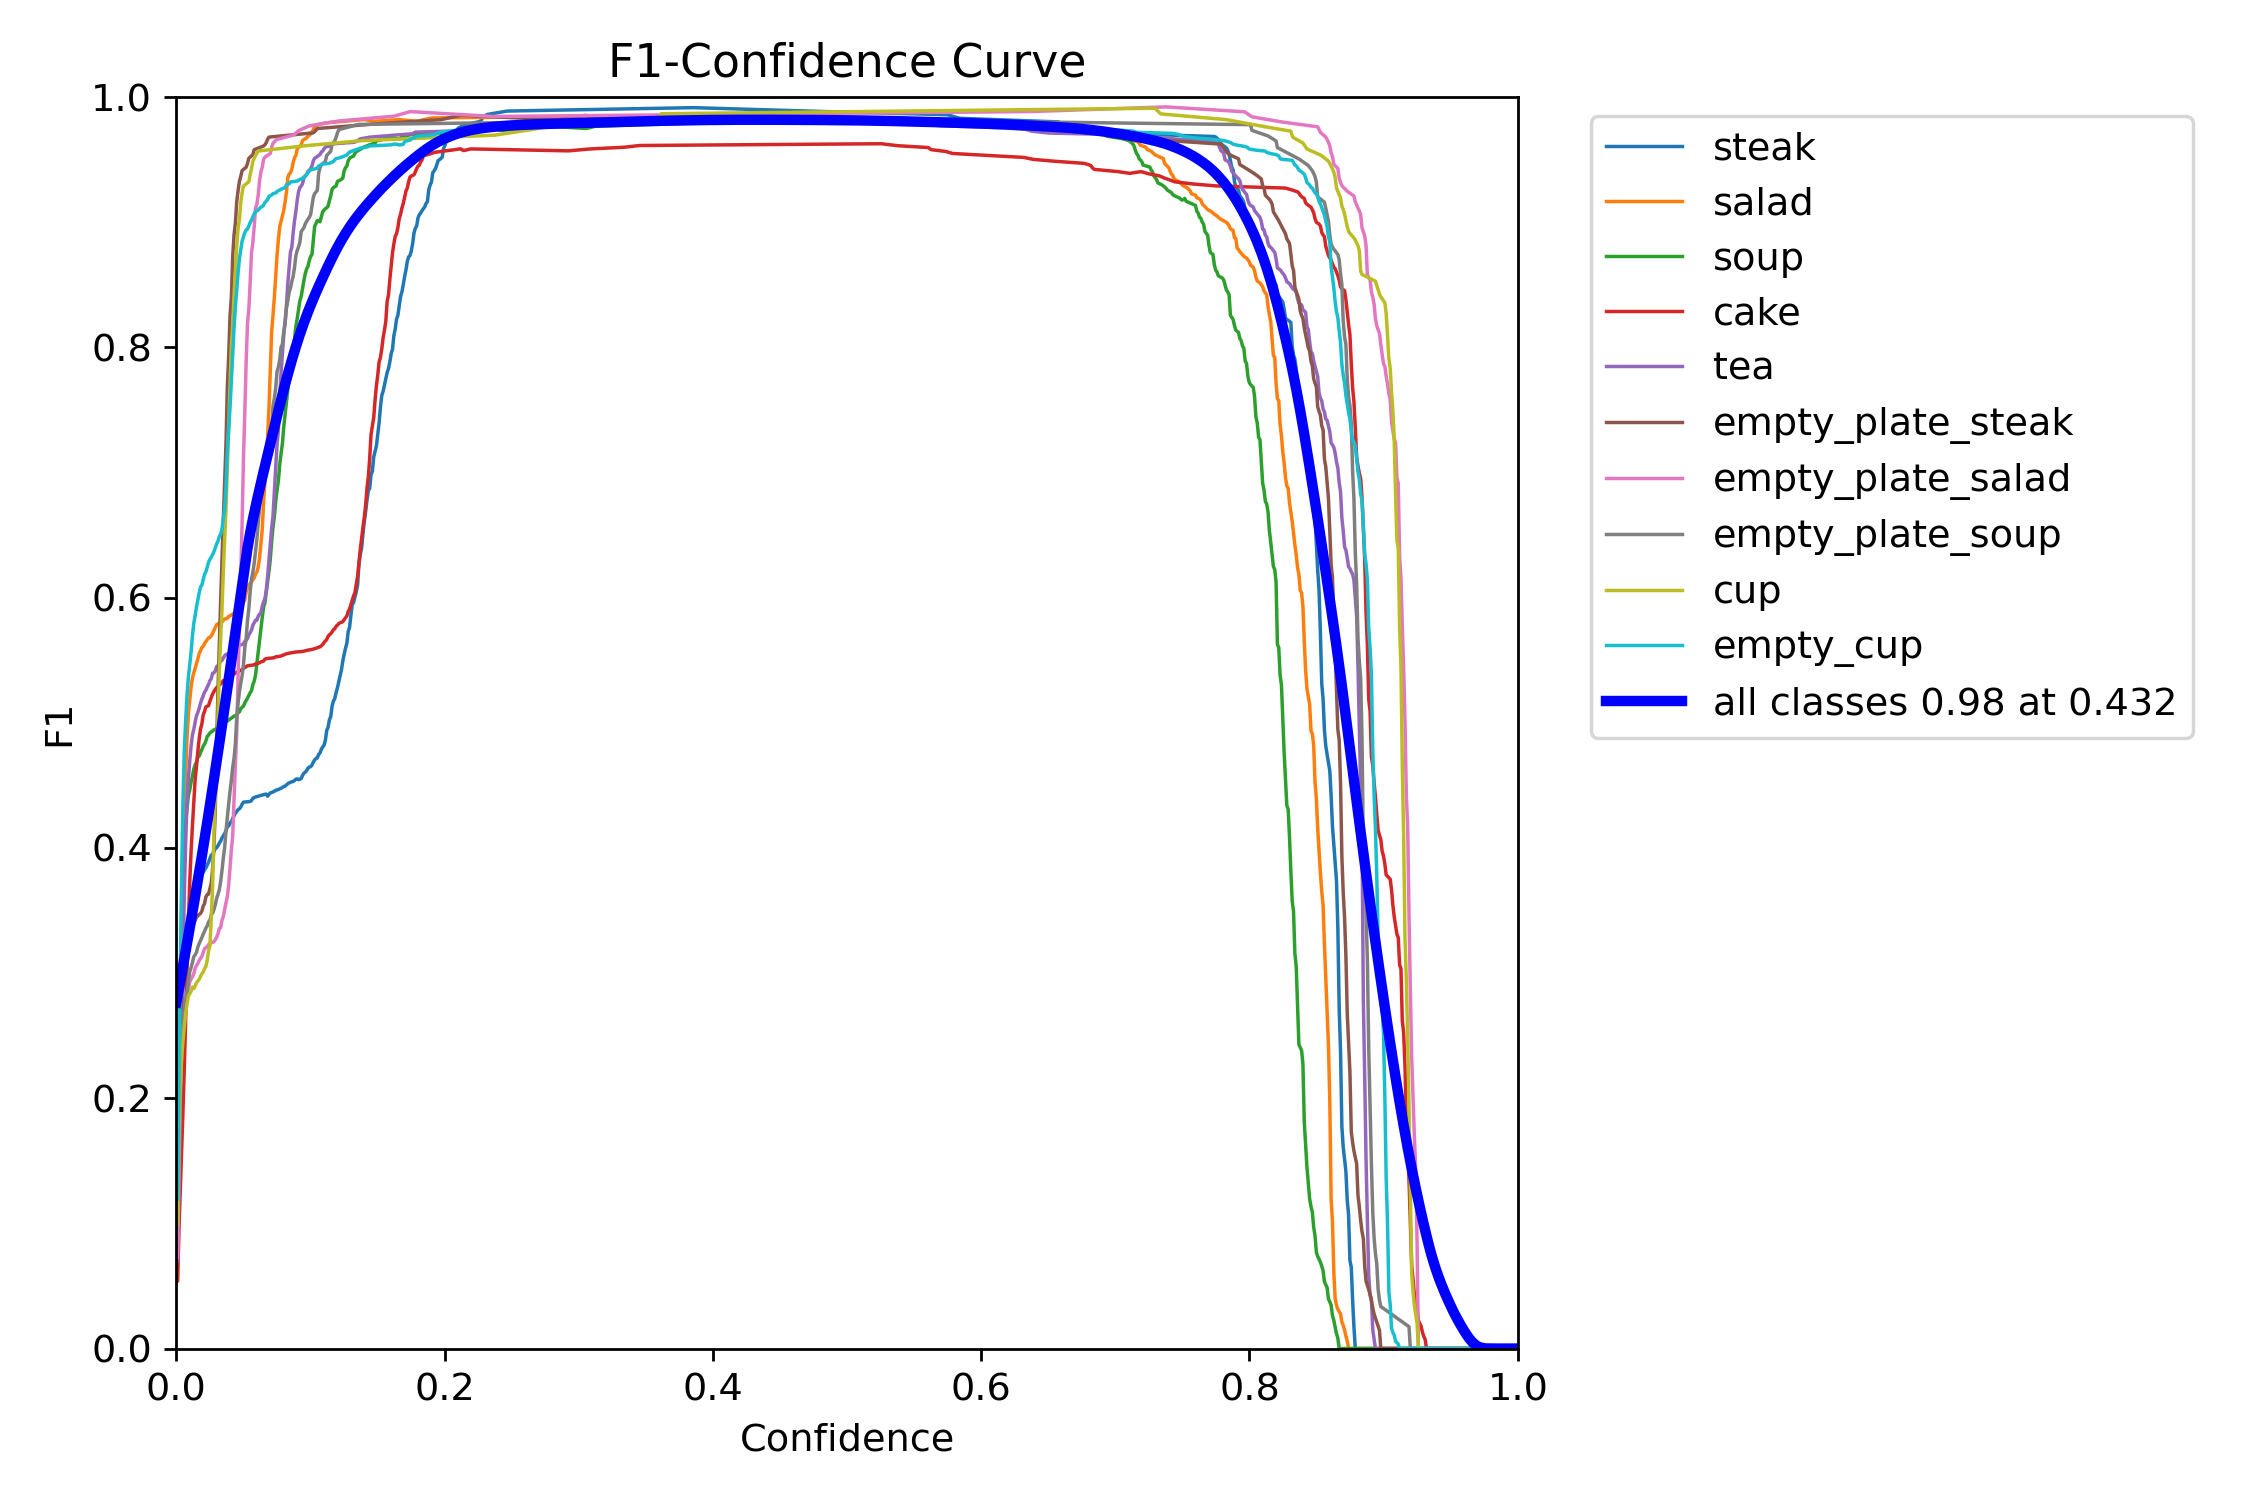 F1-Confidence Curve
1.0
0.8
0.6
0.4
0.2
0.0
F1
0.0 0.2 0.4 0.6 0.8 1.0
Confidence
steak
salad
soup
cake
tea
empty_plate_steak
empty_plate_salad
empty_plate_soup
cup
empty_cup
all classes 0.98 at 0.432